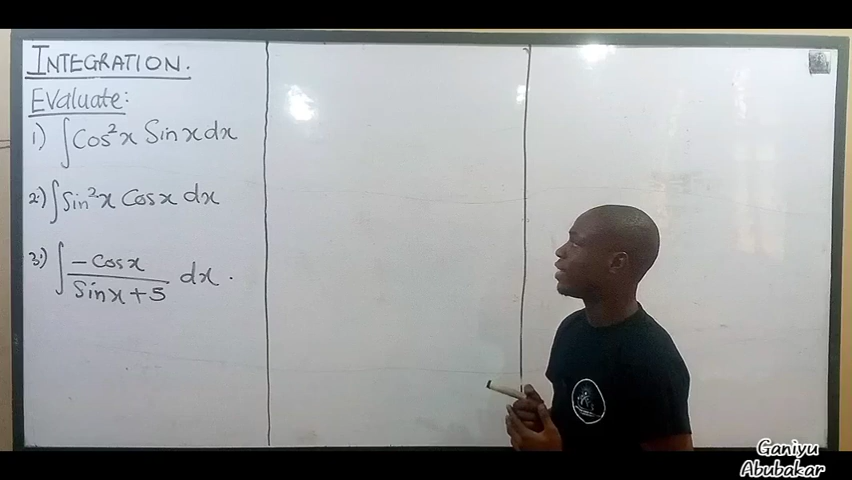 INTEGRATION.
Evaluate:
1) ∫Cos²x Sinx dx
2.) ∫Sin²x Cosx dx
3.) ∫ -Cosx / Sinx+5 dx.
Ganiyu
Abubakar